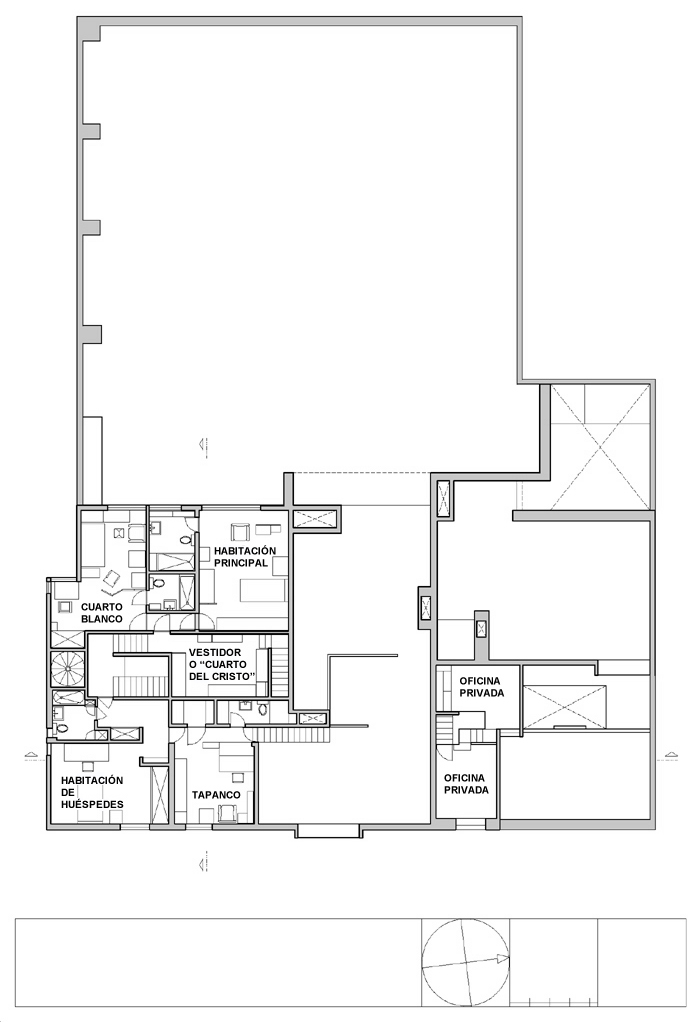 HABITACIÓN
PRINCIPAL
CUARTO
BLANCO
VESTIDOR
O “CUARTO
DEL CRISTO”
OFICINA
PRIVADA
HABITACIÓN
DE
HUÉSPEDES
TAPANCO
OFICINA
PRIVADA